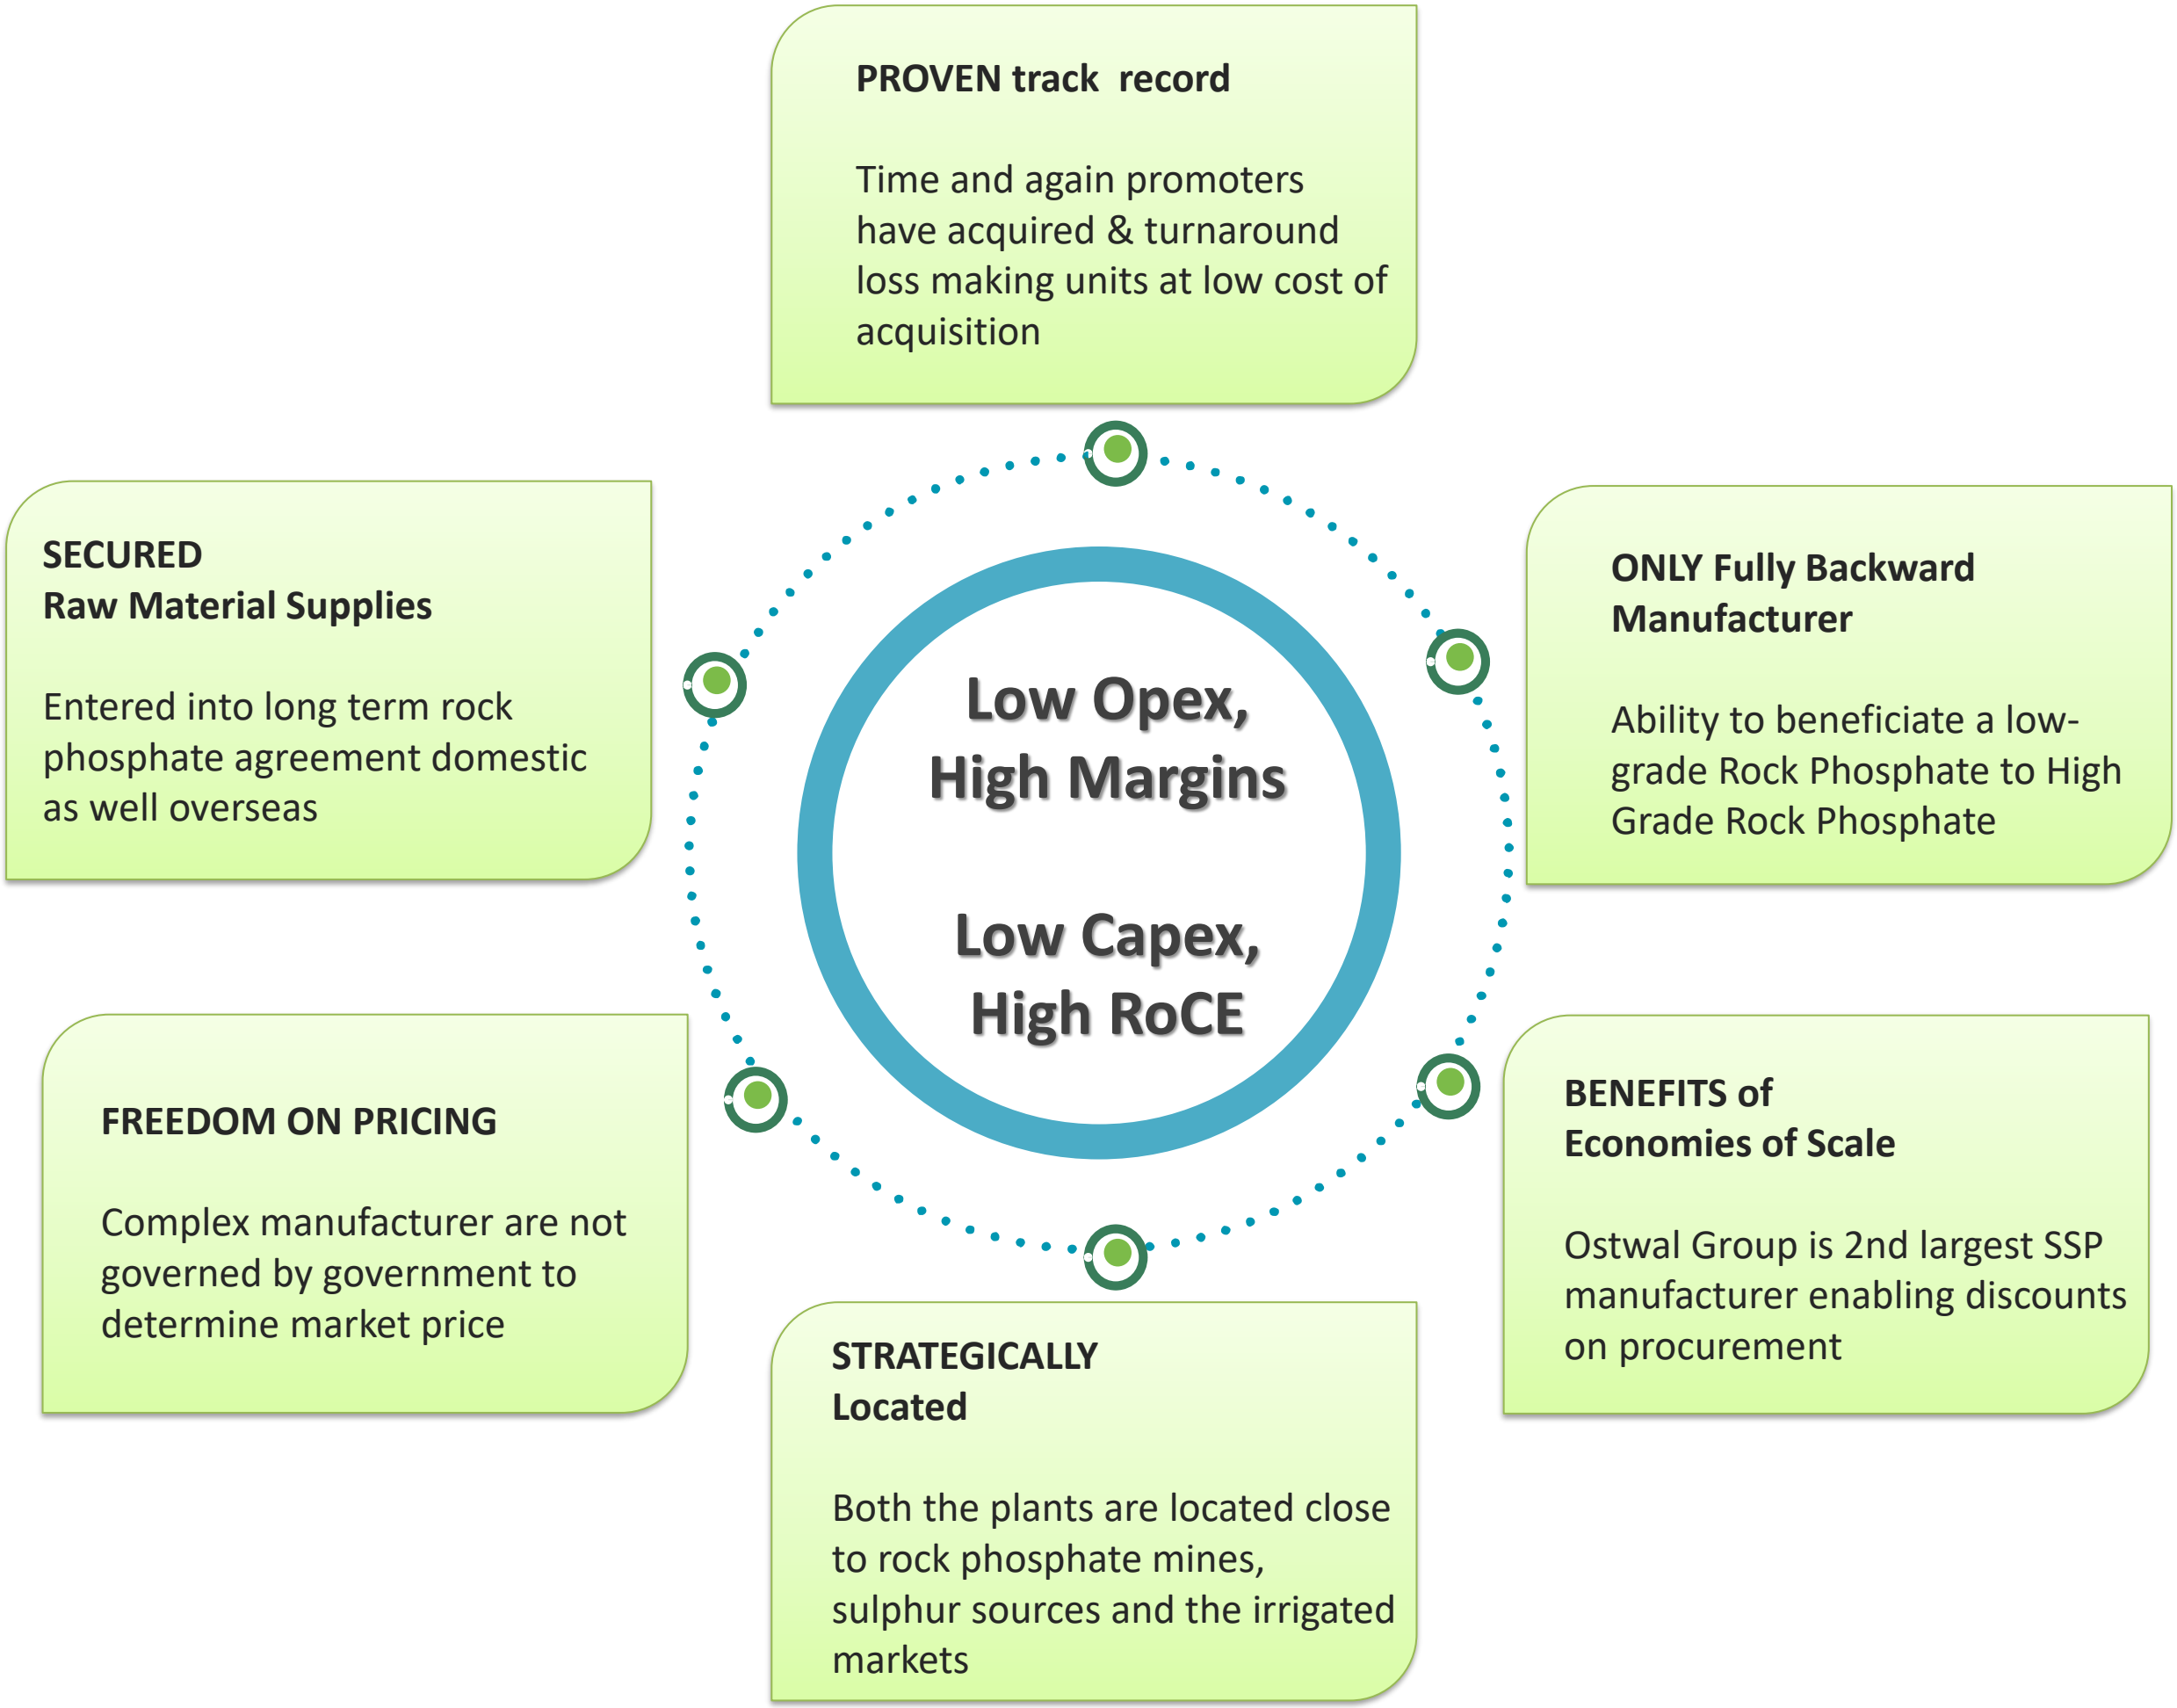 PROVEN track  record
Time and again promoters
have acquired & turnaround
loss making units at low cost of
acquisition
SECURED
Raw Material Supplies
Entered into long term rock
phosphate agreement domestic
as well overseas
ONLY Fully Backward
Manufacturer
Ability to beneficiate a low-
grade Rock Phosphate to High
Grade Rock Phosphate
Low Opex,
High Margins
Low Capex,
High RoCE
FREEDOM ON PRICING
Complex manufacturer are not
governed by government to
determine market price
BENEFITS of
Economies of Scale
Ostwal Group is 2nd largest SSP
manufacturer enabling discounts
on procurement
STRATEGICALLY
Located
Both the plants are located close
to rock phosphate mines,
sulphur sources and the irrigated
markets